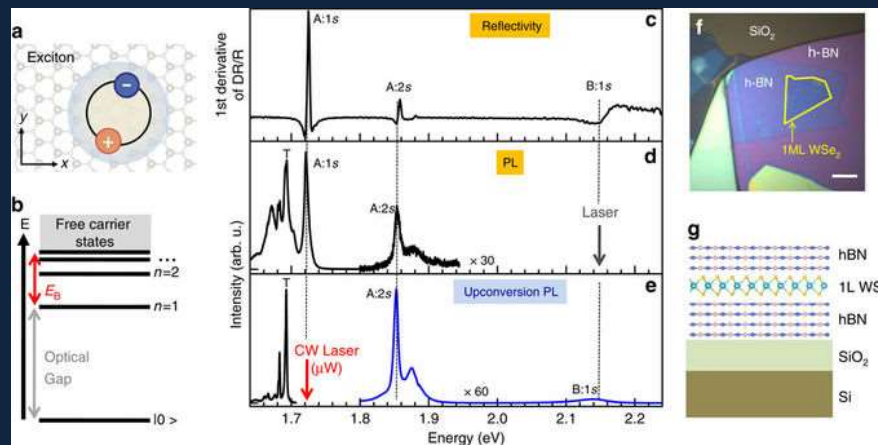 a
Exciton
y
x
b
E
Free carrier
states
...
n=2
E_B
n=1
Optical
Gap
|0 >
A:1s
Reflectivity
c
A:2s
B:1s
1st derivative
of DR/R
T
A:1s
PL
d
A:2s
Laser
× 30
Intensity (arb. u.)
T
A:2s
Upconversion PL
e
CW Laser
(μW)
× 60
B:1s
1.7 1.8 1.9 2.0 2.1 2.2
Energy (eV)
f
SiO₂
h-BN
h-BN
1ML WSe₂
g
hBN
1L WS
hBN
SiO₂
Si